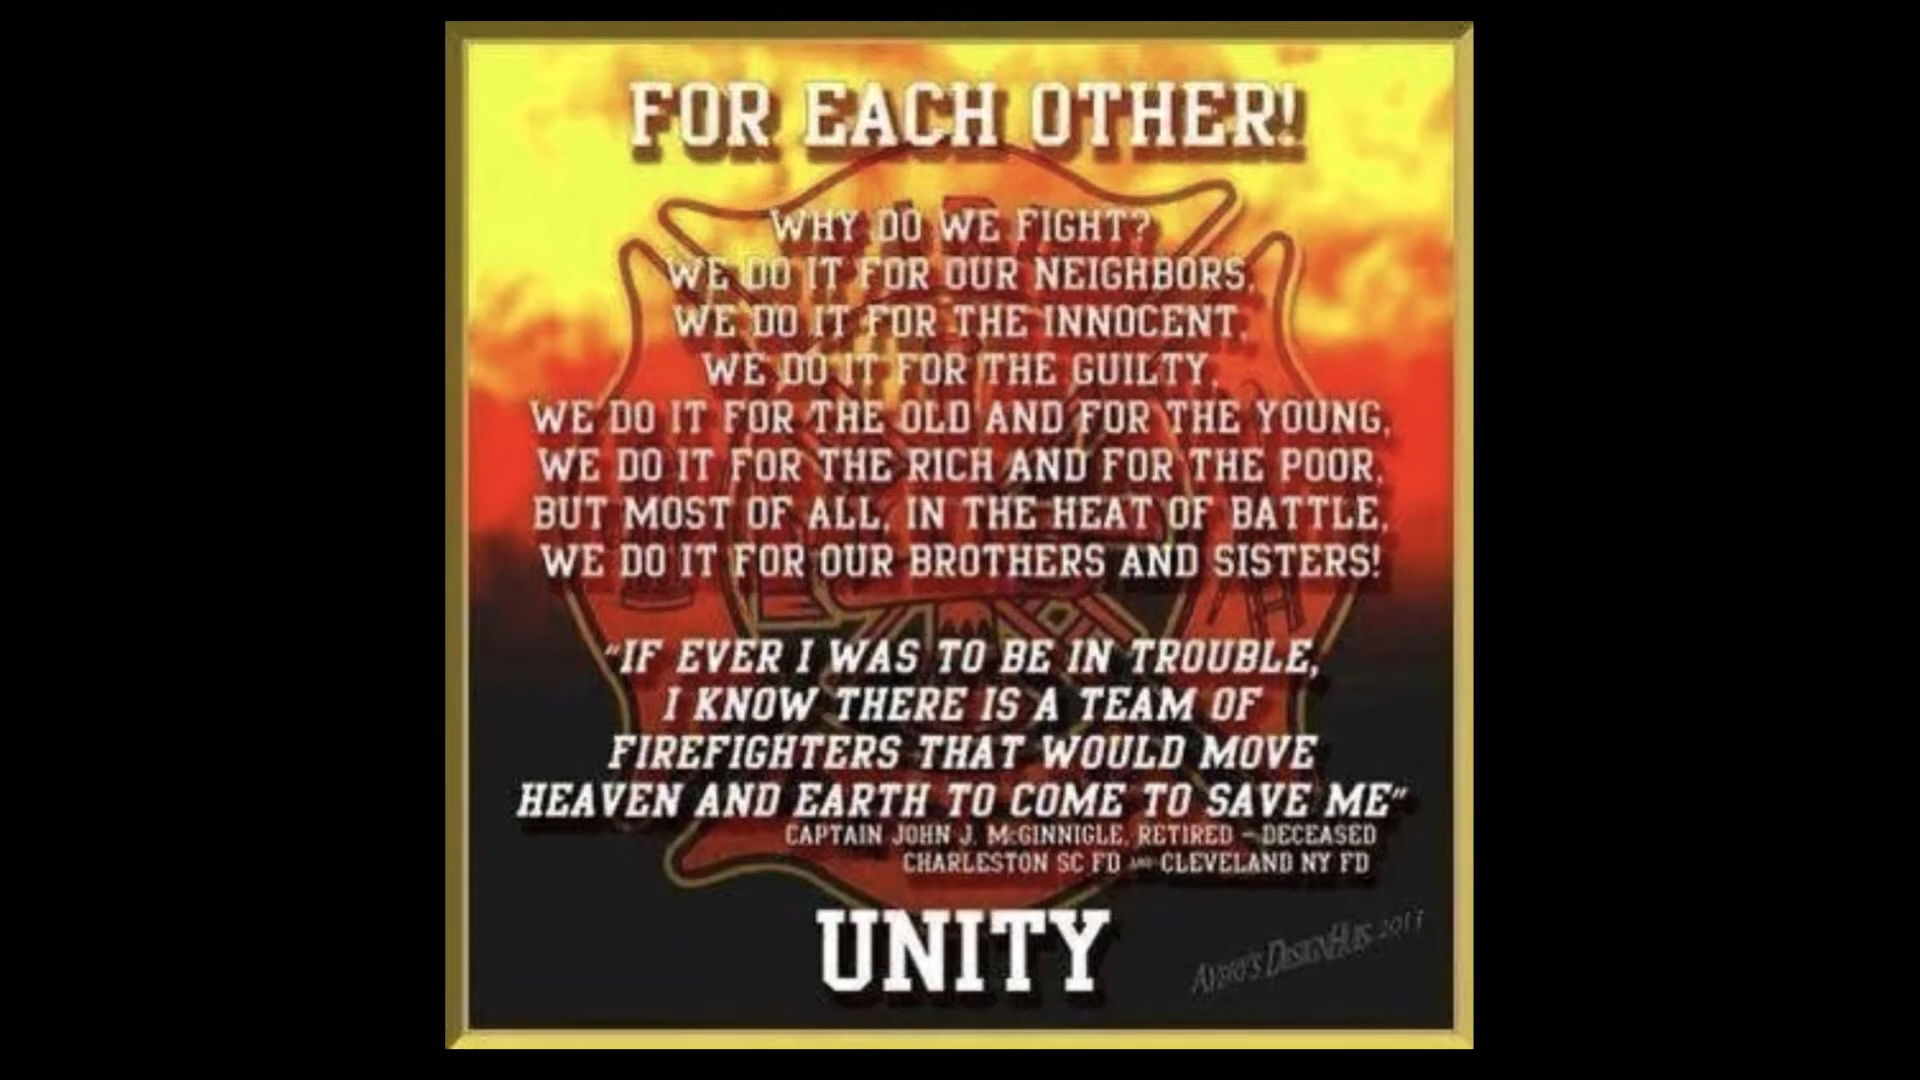 FOR EACH OTHER!
WHY DO WE FIGHT?
WE DO IT FOR OUR NEIGHBORS,
WE DO IT FOR THE INNOCENT,
WE DO IT FOR THE GUILTY,
WE DO IT FOR THE OLD AND FOR THE YOUNG,
WE DO IT FOR THE RICH AND FOR THE POOR,
BUT MOST OF ALL, IN THE HEAT OF BATTLE,
WE DO IT FOR OUR BROTHERS AND SISTERS!
"IF EVER I WAS TO BE IN TROUBLE,
I KNOW THERE IS A TEAM OF
FIREFIGHTERS THAT WOULD MOVE
HEAVEN AND EARTH TO COME TO SAVE ME"
CAPTAIN JOHN J. McGINNIGLE, RETIRED - DECEASED
CHARLESTON SC FD AND CLEVELAND NY FD
UNITY